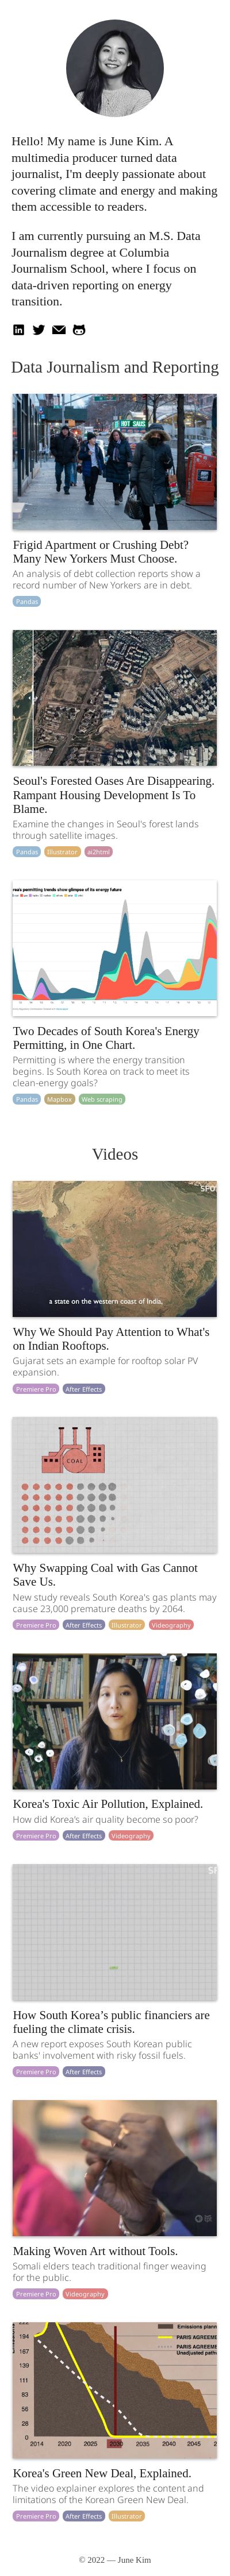 Hello! My name is June Kim. A
multimedia producer turned data
journalist, I'm deeply passionate about
covering climate and energy and making
them accessible to readers.
I am currently pursuing an M.S. Data
Journalism degree at Columbia
Journalism School, where I focus on
data-driven reporting on energy
transition.
Data Journalism and Reporting
HOT SAUS
Frigid Apartment or Crushing Debt?
Many New Yorkers Must Choose.
An analysis of debt collection reports show a
record number of New Yorkers are in debt.
Pandas
Seoul's Forested Oases Are Disappearing.
Rampant Housing Development Is To
Blame.
Examine the changes in Seoul's forest lands
through satellite images.
Pandas Illustrator ai2html
permitting trends show glimpse of its energy future
Two Decades of South Korea's Energy
Permitting, in One Chart.
Permitting is where the energy transition
begins. Is South Korea on track to meet its
clean-energy goals?
Pandas Mapbox Web scraping
Videos
SPO
a state on the western coast of India,
Why We Should Pay Attention to What's
on Indian Rooftops.
Gujarat sets an example for rooftop solar PV
expansion.
Premiere Pro After Effects
COAL
Why Swapping Coal with Gas Cannot
Save Us.
New study reveals South Korea's gas plants may
cause 23,000 premature deaths by 2064.
Premiere Pro After Effects Illustrator Videography
Korea's Toxic Air Pollution, Explained.
How did Korea’s air quality become so poor?
Premiere Pro After Effects Videography
How South Korea’s public financiers are
fueling the climate crisis.
A new report exposes South Korean public
banks' involvement with risky fossil fuels.
Premiere Pro After Effects
Making Woven Art without Tools.
Somali elders teach traditional finger weaving
for the public.
Premiere Pro Videography
222
Emissions plann
194
PARIS AGREEME
167
PARIS AGREEME
Unedjusted path
139
111
83
56
28
0
2014 2020 2025 2030 2035 2040 2045 20
Korea's Green New Deal, Explained.
The video explainer explores the content and
limitations of the Korean Green New Deal.
Premiere Pro After Effects Illustrator
© 2022 — June Kim